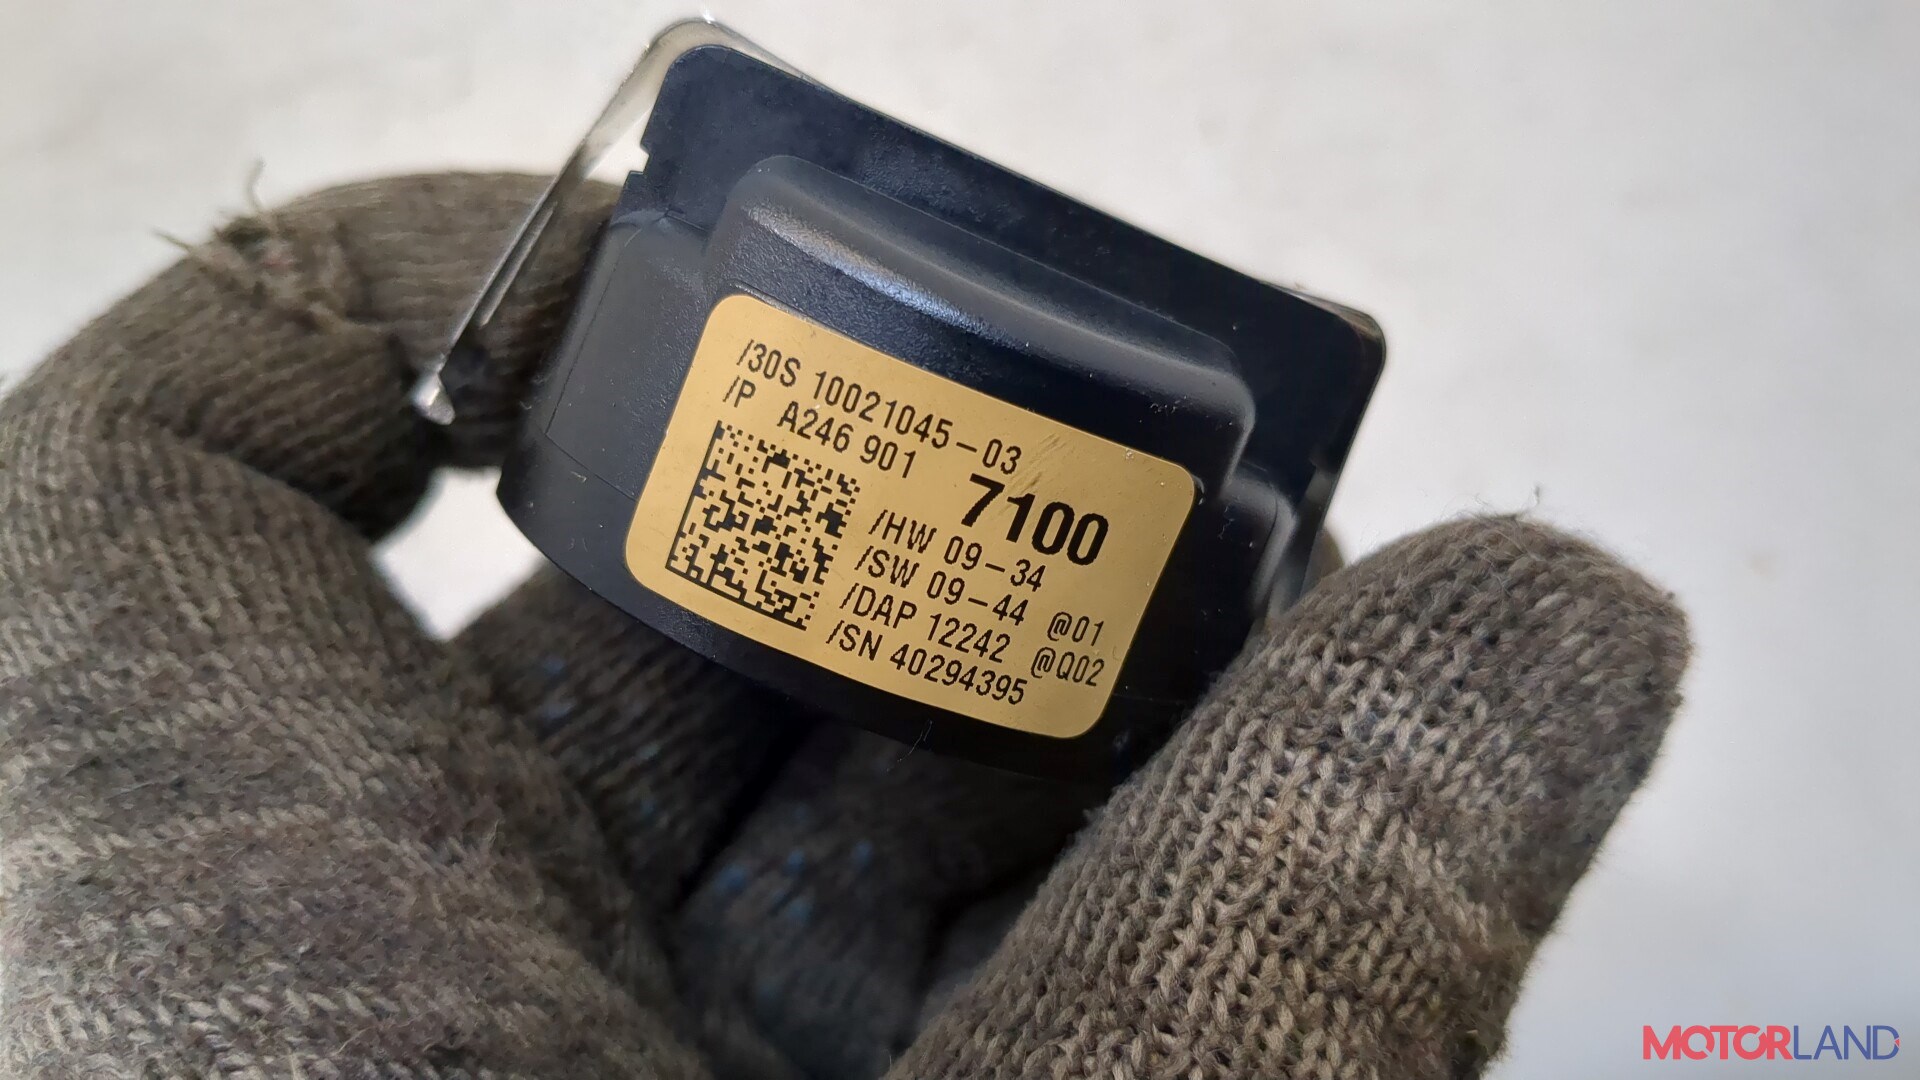 /30S 10021045-03
/P A246 901 7100
/HW 09-34
/SW 09-44 @01
/DAP 12242 @Q02
/SN 40294395
MOTORLAND